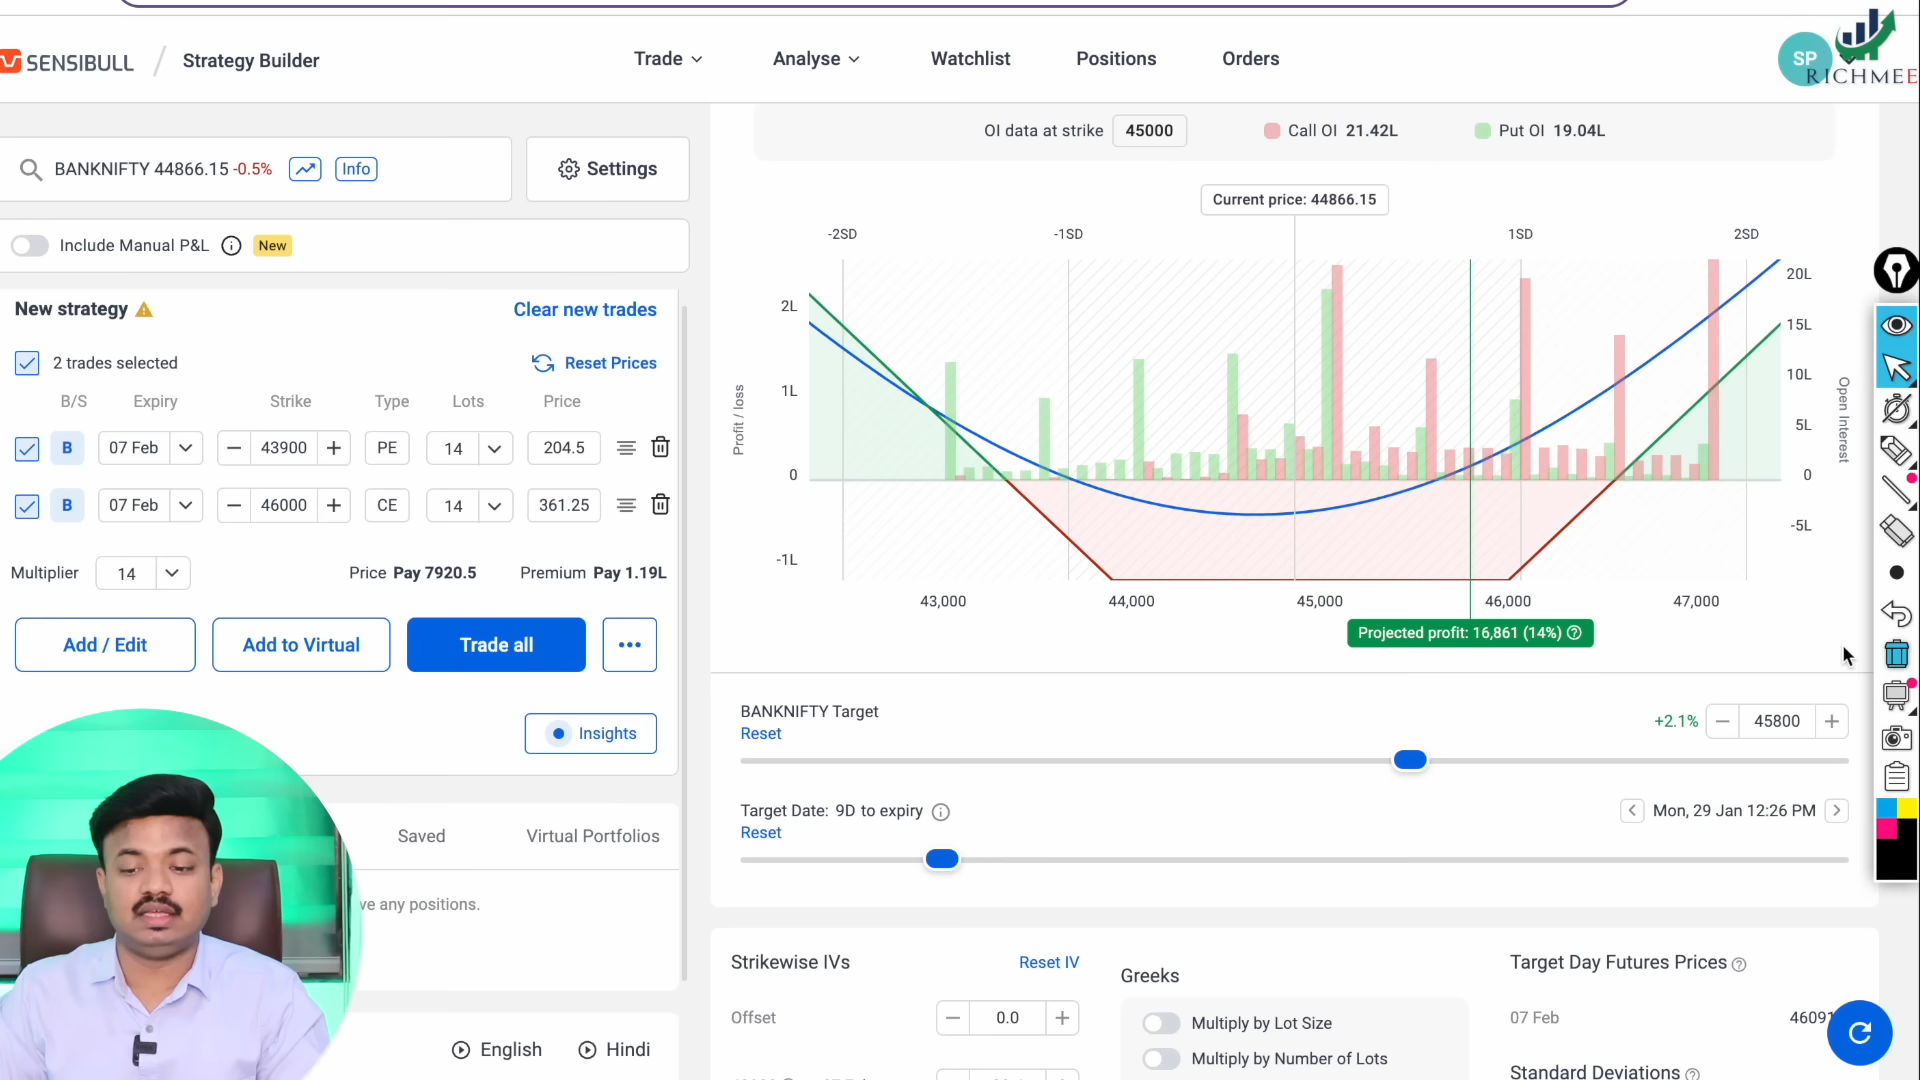 SENSIBULL / Strategy Builder
Trade
Analyse
Watchlist
Positions
Orders
SP
RICHMEE
BANKNIFTY 44866.15 -0.5%
Info
Settings
Include Manual P&L
New
New strategy
Clear new trades
2 trades selected
Reset Prices
B/S Expiry Strike Type Lots Price
B 07 Feb 43900 PE 14 204.5
B 07 Feb 46000 CE 14 361.25
Multiplier 14 Price Pay 7920.5 Premium Pay 1.19L
Add / Edit
Add to Virtual
Trade all
Insights
Saved
Virtual Portfolios
ve any positions.
English
Hindi
OI data at strike 45000 Call OI 21.42L Put OI 19.04L
Current price: 44866.15
-2SD -1SD 1SD 2SD
2L
1L
0
-1L
Profit / loss
20L
15L
10L
5L
0
-5L
Open Interest
43,000 44,000 45,000 46,000 47,000
Projected profit: 16,861 (14%)
BANKNIFTY Target
Reset
+2.1% 45800
Target Date: 9D to expiry
Reset
Mon, 29 Jan 12:26 PM
Strikewise IVs
Reset IV
Offset 0.0
Greeks
Multiply by Lot Size
Multiply by Number of Lots
Target Day Futures Prices
07 Feb 46091
Standard Deviations